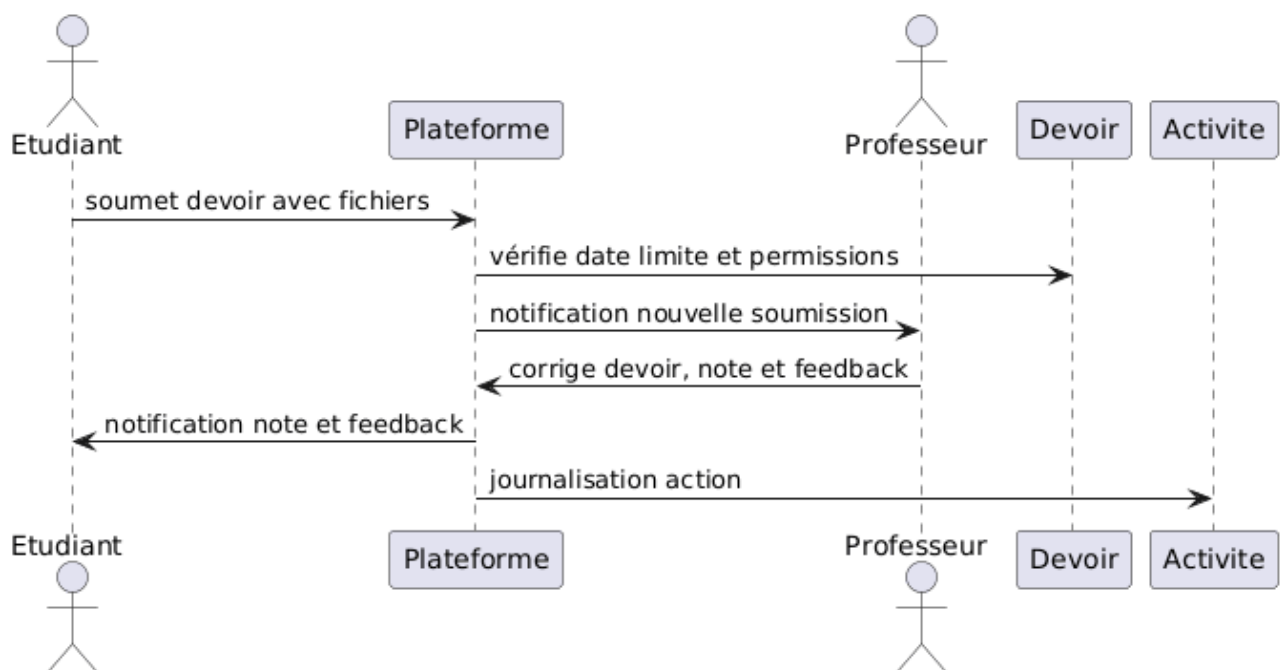 Etudiant
Plateforme
Professeur
Devoir
Activite
soumet devoir avec fichiers
vérifie date limite et permissions
notification nouvelle soumission
corrige devoir, note et feedback
notification note et feedback
journalisation action
Etudiant
Plateforme
Professeur
Devoir
Activite